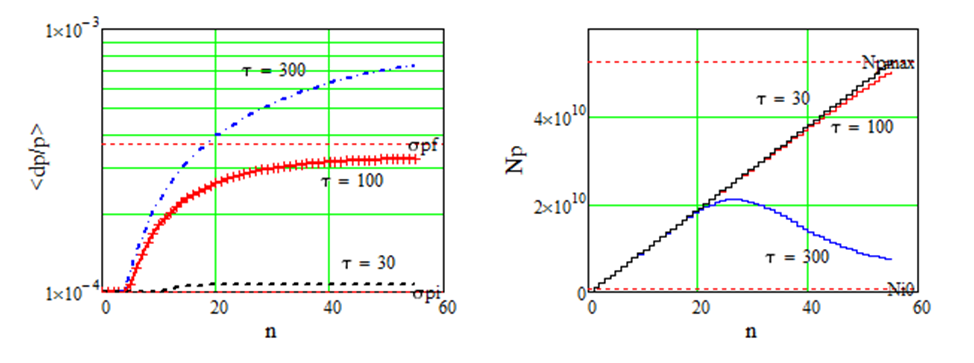 1×10⁻³
τ = 300
<dp/p>
σpf
τ = 100
τ = 30
1×10⁻⁴
σpi
0
20
40
60
n
Npmax
τ = 30
4×10¹⁰
τ = 100
Np
2×10¹⁰
τ = 300
0
Ni0
0
20
40
60
n